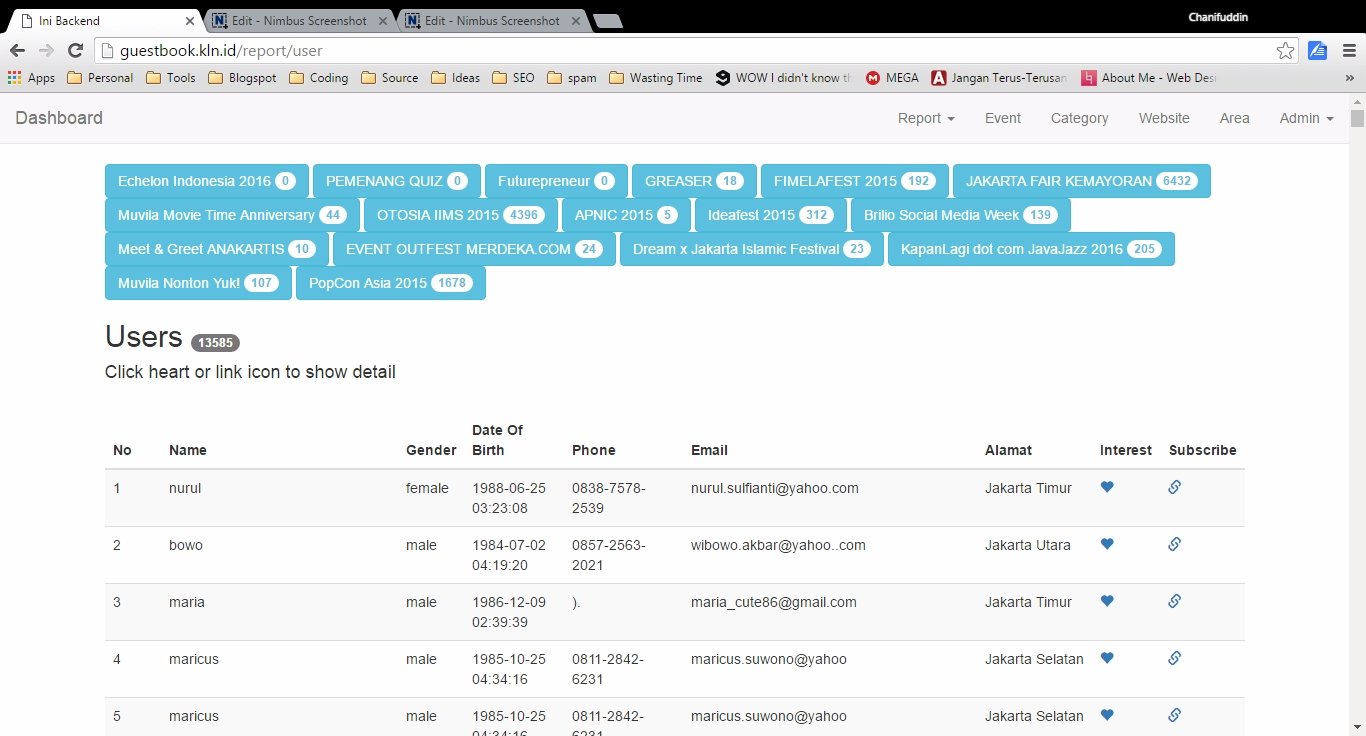 Ini Backend
Edit - Nimbus Screenshot
Edit - Nimbus Screenshot
Chanifuddin
guestbook.kln.id/report/user
Apps Personal Tools Blogspot Coding Source Ideas SEO spam Wasting Time WOW I didn't know th MEGA Jangan Terus-Terusan About Me - Web Desi
Dashboard Report Event Category Website Area Admin
Echelon Indonesia 2016 0 PEMENANG QUIZ 0 Futurepreneur 0 GREASER 18 FIMELAFEST 2015 192 JAKARTA FAIR KEMAYORAN 6432
Muvila Movie Time Anniversary 44 OTOSIA IIMS 2015 4396 APNIC 2015 5 Ideafest 2015 312 Brilio Social Media Week 139
Meet & Greet ANAKARTIS 10 EVENT OUTFEST MERDEKA.COM 24 Dream x Jakarta Islamic Festival 23 KapanLagi dot com JavaJazz 2016 205
Muvila Nonton Yuk! 107 PopCon Asia 2015 1678
Users 13585
Click heart or link icon to show detail
No Name Gender Date Of Birth Phone Email Alamat Interest Subscribe
1 nurul female 1988-06-25 03:23:08 0838-7578-2539 nurul.sulfianti@yahoo.com Jakarta Timur
2 bowo male 1984-07-02 04:19:20 0857-2563-2021 wibowo.akbar@yahoo..com Jakarta Utara
3 maria male 1986-12-09 02:39:39 ). maria_cute86@gmail.com Jakarta Timur
4 maricus male 1985-10-25 04:34:16 0811-2842-6231 maricus.suwono@yahoo Jakarta Selatan
5 maricus male 1985-10-25 04:34:16 0811-2842-6231 maricus.suwono@yahoo Jakarta Selatan